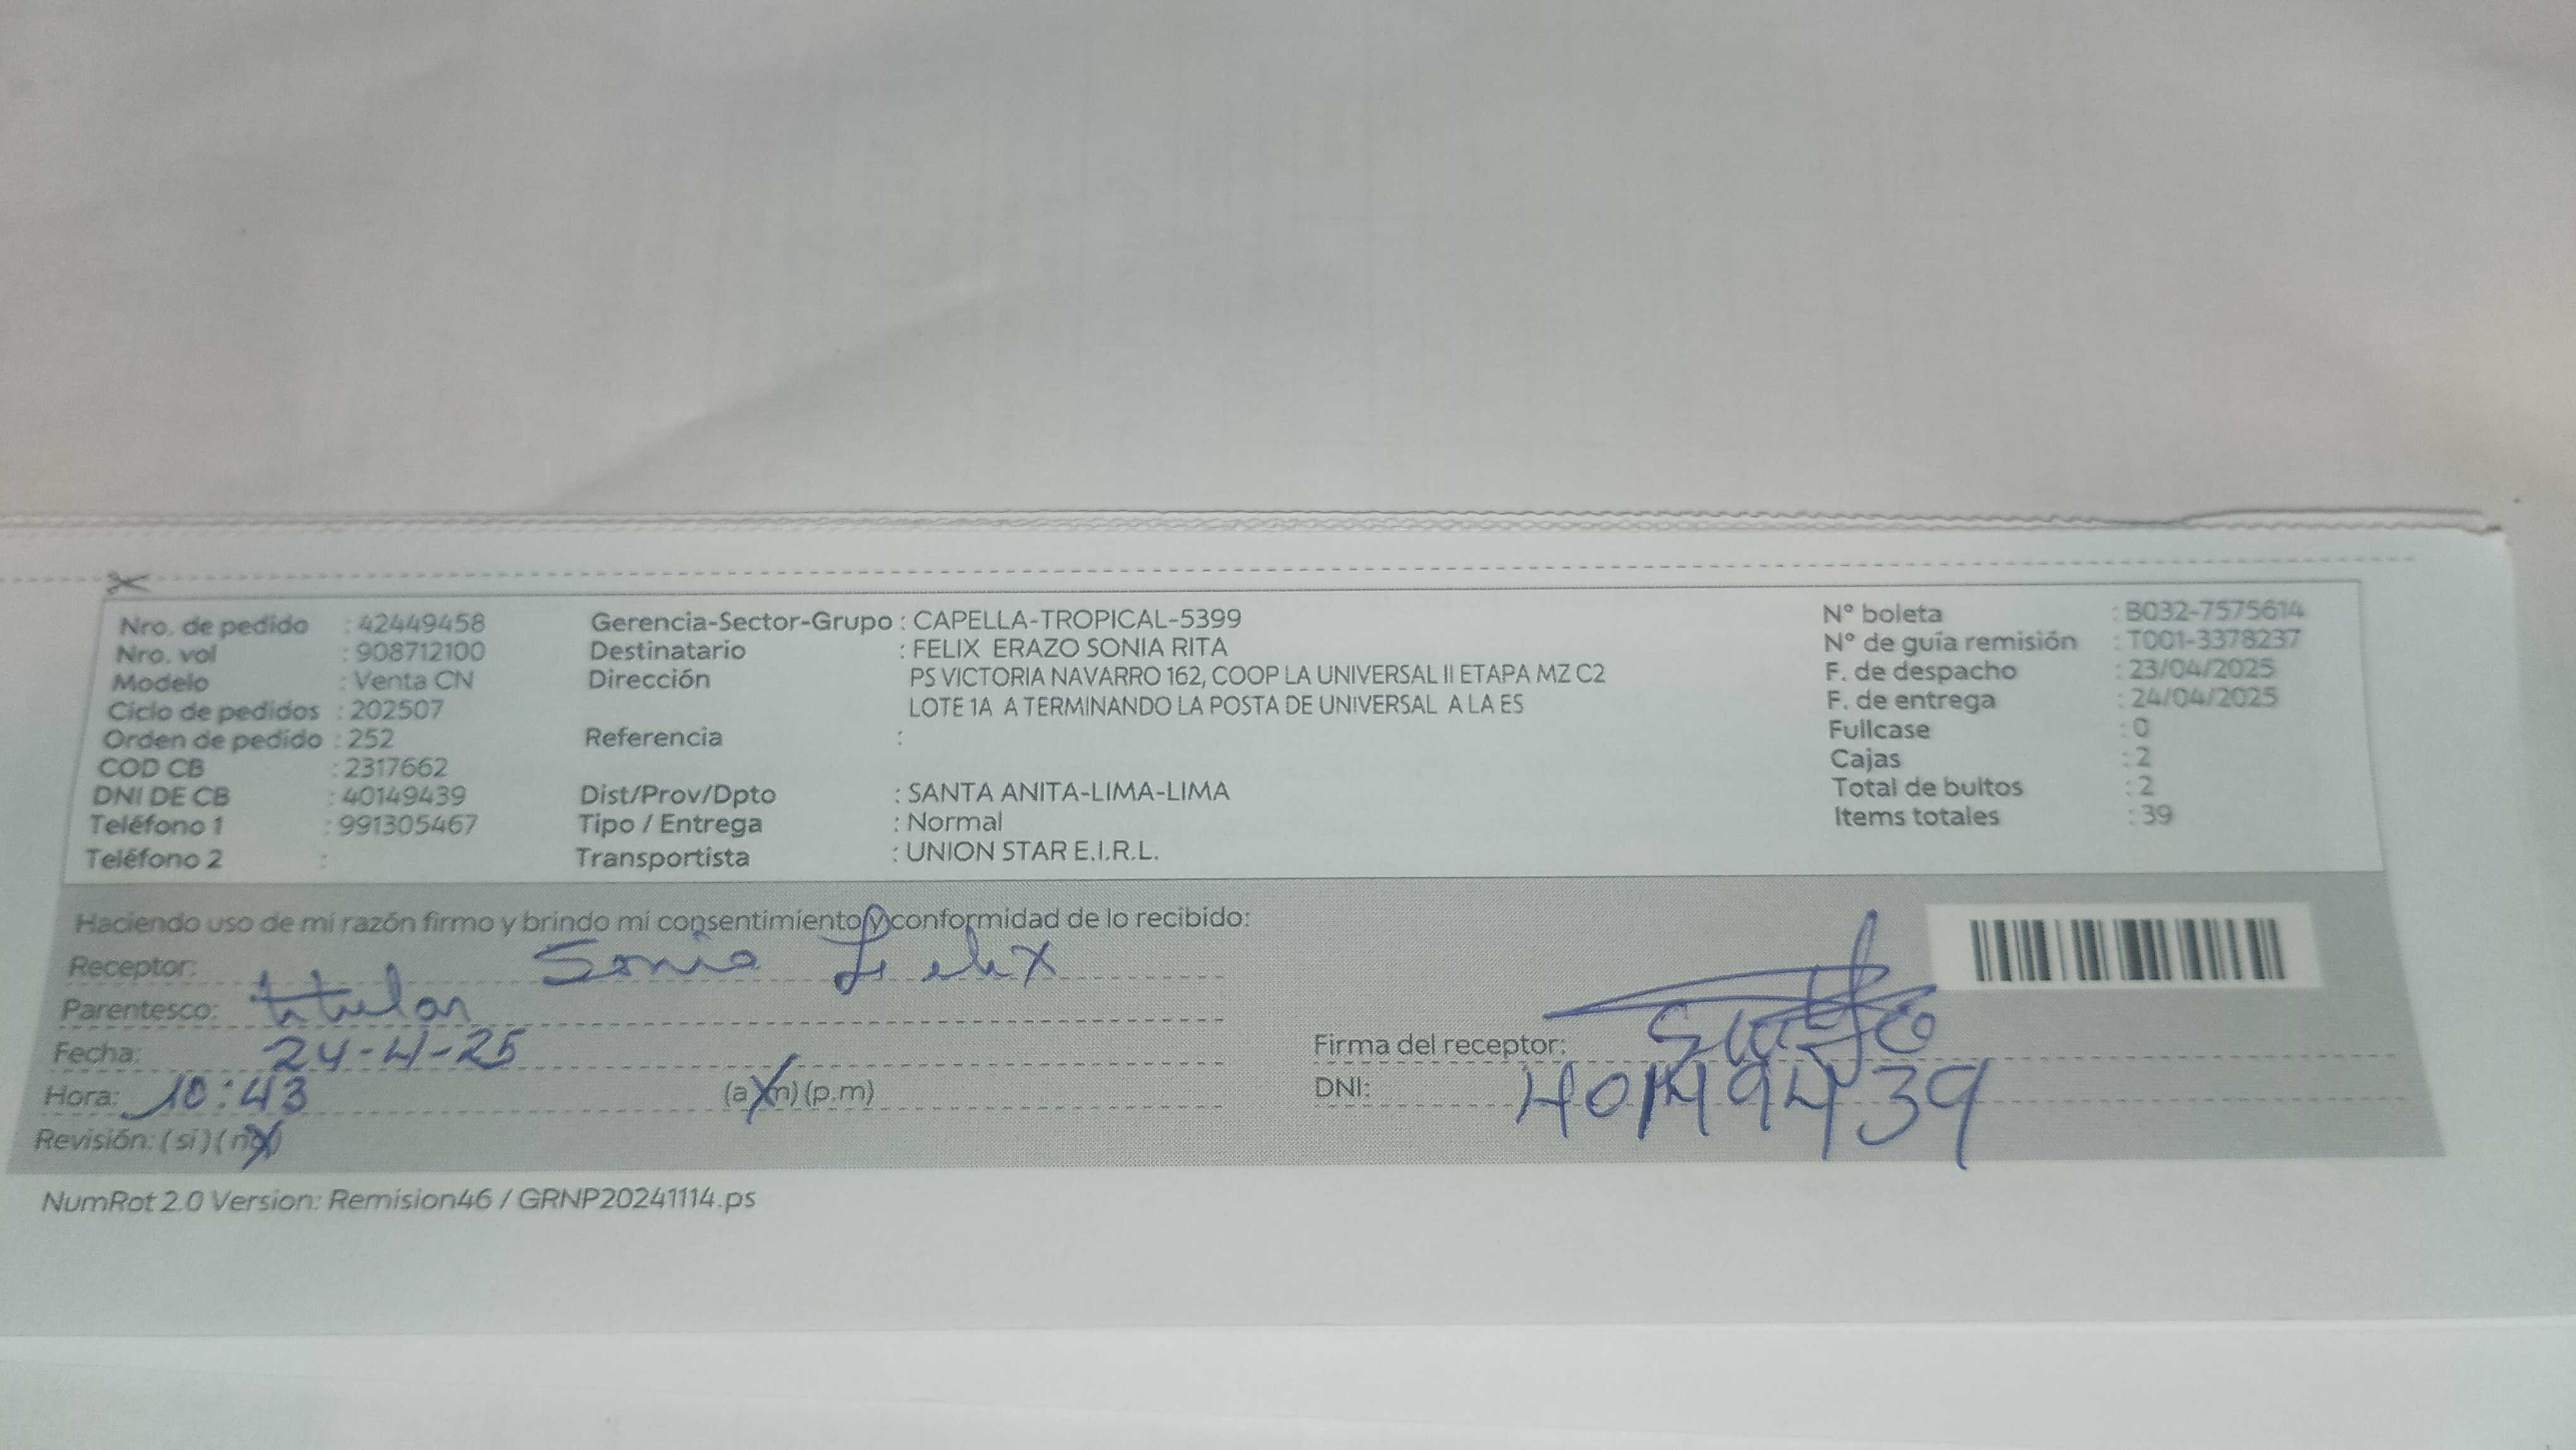 Nro. de pedido : 42449458 Gerencia-Sector-Grupo : CAPELLA-TROPICAL-5399 N° boleta : B032-7575614
Nro. vol : 908712100 Destinatario : FELIX ERAZO SONIA RITA N° de guía remisión : T001-3378237
Modelo : Venta CN Dirección PS VICTORIA NAVARRO 162, COOP LA UNIVERSAL II ETAPA MZ C2 F. de despacho : 23/04/2025
Ciclo de pedidos : 202507 LOTE 1A A TERMINANDO LA POSTA DE UNIVERSAL A LA ES F. de entrega : 24/04/2025
Orden de pedido : 252 Referencia : Fullcase : 0
COD CB : 2317662 Cajas : 2
DNI DE CB : 40149439 Dist/Prov/Dpto : SANTA ANITA-LIMA-LIMA Total de bultos : 2
Teléfono 1 : 991305467 Tipo / Entrega : Normal Items totales : 39
Teléfono 2 : Transportista : UNION STAR E.I.R.L.
Haciendo uso de mi razón firmo y brindo mi consentimiento y conformidad de lo recibido:
Receptor: Sonia Felix
Parentesco: titular
Fecha: 24-4-25 Firma del receptor:
Hora: 10:43 (a.m) (p.m) DNI: 40149439
Revisión: (si) (no)
NumRot 2.0 Version: Remision46 / GRNP20241114.ps